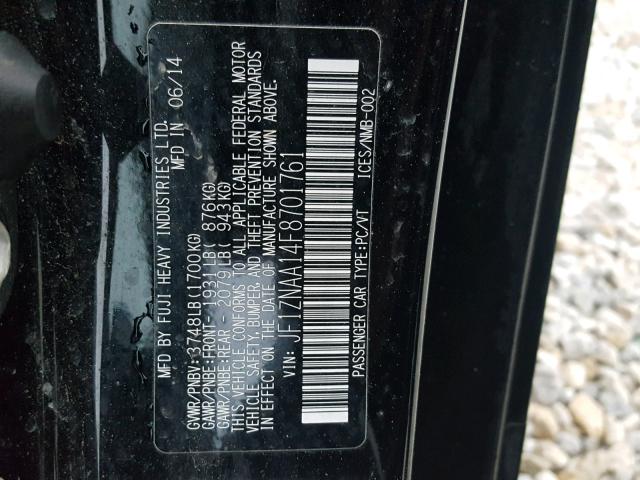 MFD BY FUJI HEAVY INDUSTRIES LTD.
MFD IN 06/14
GVWR/PNBV:3748LB(1700KG)
GAWR/PNBE:FRONT- 1931LB( 876KG)
GAWR/PNBE:REAR - 2079LB( 943KG)
THIS VEHICLE CONFORMS TO ALL APPLICABLE FEDERAL MOTOR
VEHICLE SAFETY,BUMPER, AND THEFT PREVENTION STANDARDS
IN EFFECT ON THE DATE OF MANUFACTURE SHOWN ABOVE.
VIN: JF1ZNAA14F8701761
PASSENGER CAR TYPE:PC/VT ICES/NMB-002